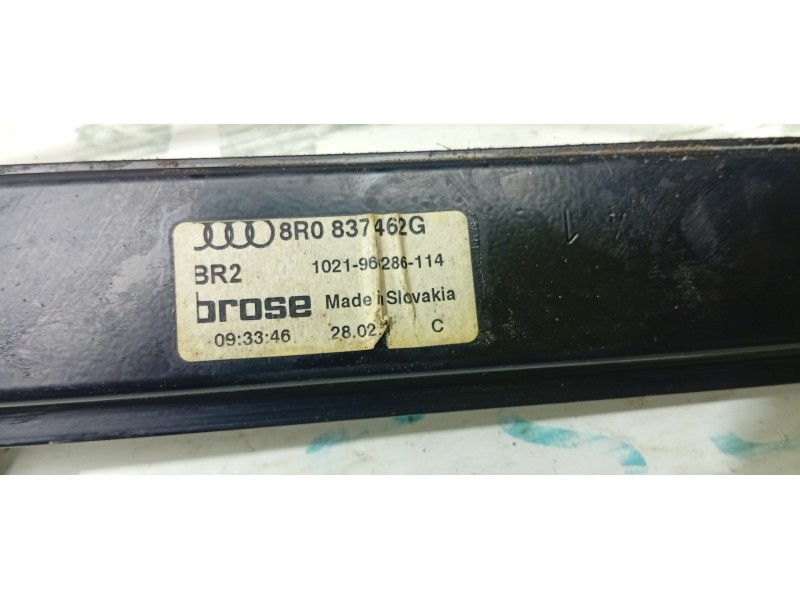 8R0 837462G
BR2 1021-96286-114
brose Made in Slovakia
09:33:46 28.02 C